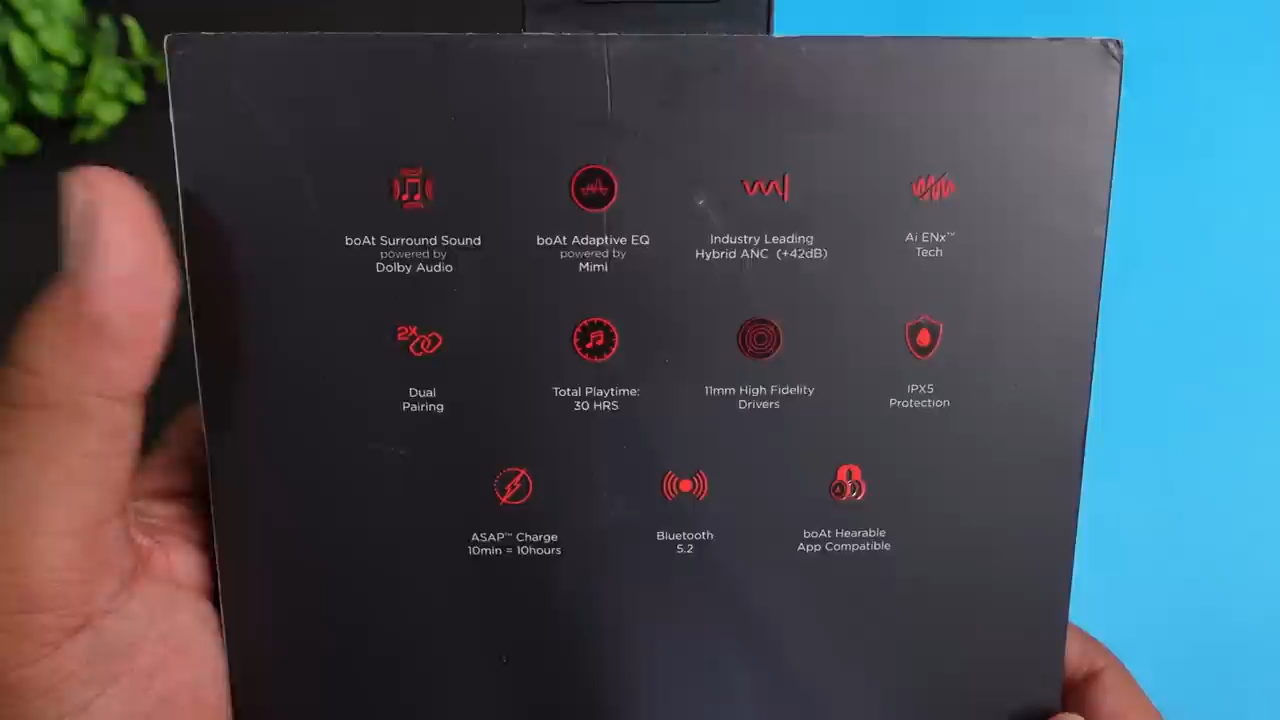 boAt Surround Sound
powered by
Dolby Audio
boAt Adaptive EQ
powered by
Mimi
Industry Leading
Hybrid ANC (+42dB)
Ai ENx™
Tech
2X
Dual
Pairing
Total Playtime:
30 HRS
11mm High Fidelity
Drivers
IPX5
Protection
ASAP™ Charge
10min = 10hours
Bluetooth
5.2
boAt Hearable
App Compatible